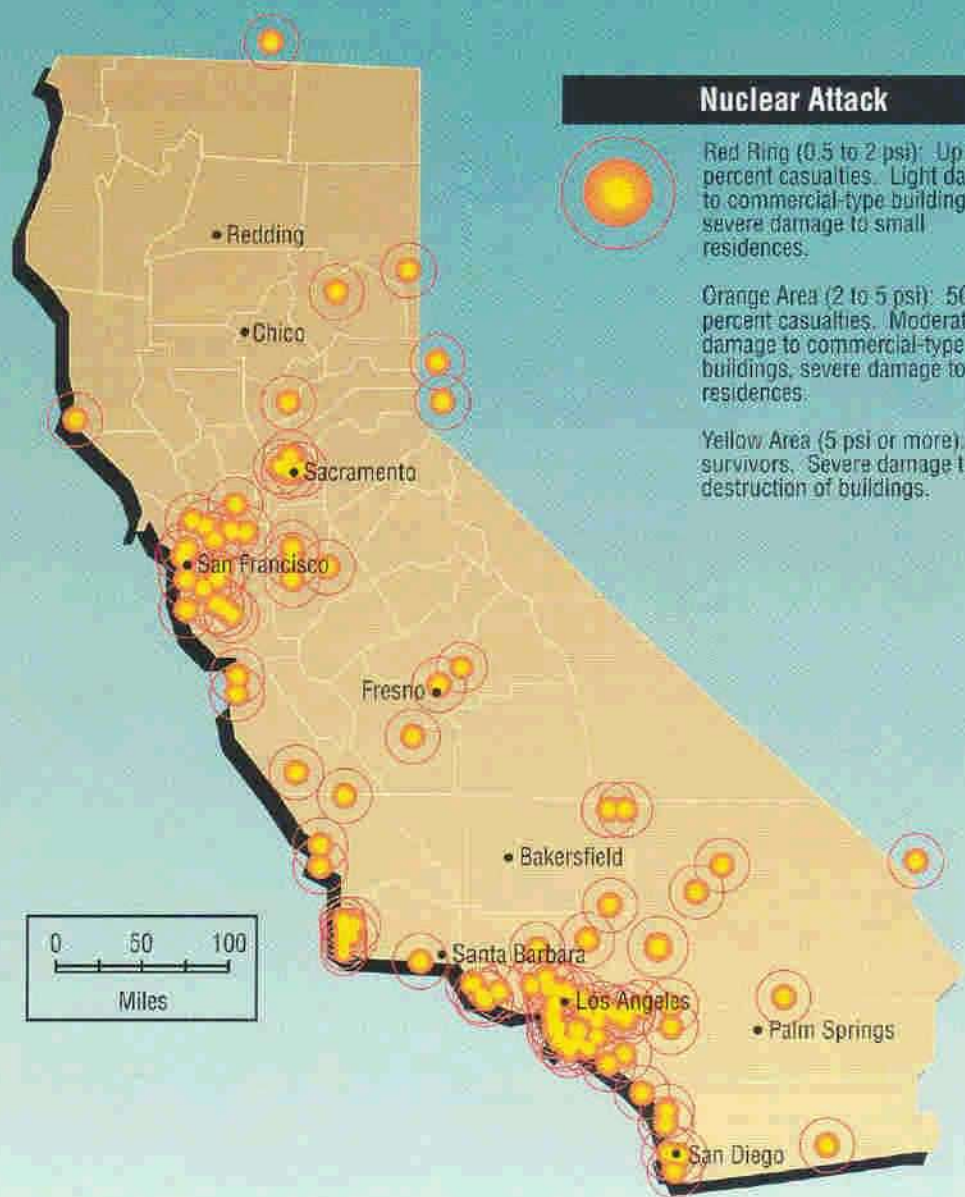 Nuclear Attack
Red Ring (0.5 to 2 psi): Up
percent casualties. Light da
to commercial-type building
severe damage to small
residences.
Orange Area (2 to 5 psi): 50
percent casualties. Moderat
damage to commercial-type
buildings, severe damage to
residences.
Yellow Area (5 psi or more).
survivors. Severe damage t
destruction of buildings.
Redding
Chico
Sacramento
San Francisco
Fresno
Bakersfield
Santa Barbara
Los Angeles
Palm Springs
San Diego
0 50 100
Miles